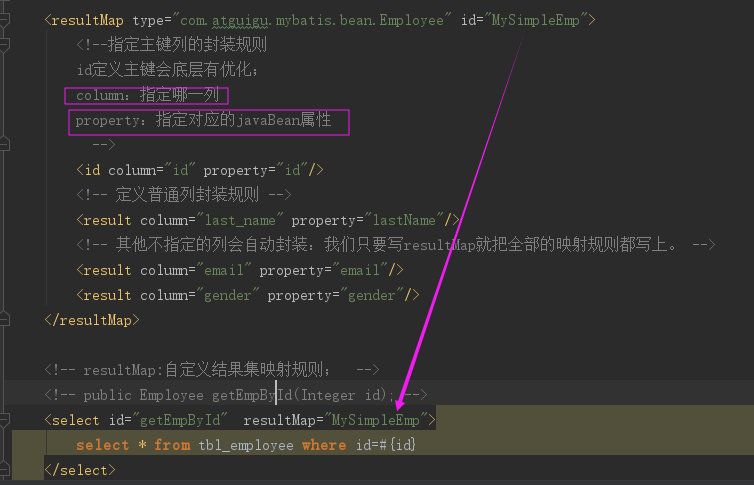 <resultMap type="com.atguigu.mybatis.bean.Employee" id="MySimpleEmp">
<!--指定主键列的封装规则
id定义主键会底层有优化；
column：指定哪一列
property：指定对应的javaBean属性
-->
<id column="id" property="id"/>
<!-- 定义普通列封装规则 -->
<result column="last_name" property="lastName"/>
<!-- 其他不指定的列会自动封装：我们只要写resultMap就把全部的映射规则都写上。 -->
<result column="email" property="email"/>
<result column="gender" property="gender"/>
</resultMap>
<!-- resultMap:自定义结果集映射规则；  -->
<!-- public Employee getEmpById(Integer id); -->
<select id="getEmpById"  resultMap="MySimpleEmp">
select * from tbl_employee where id=#{id}
</select>